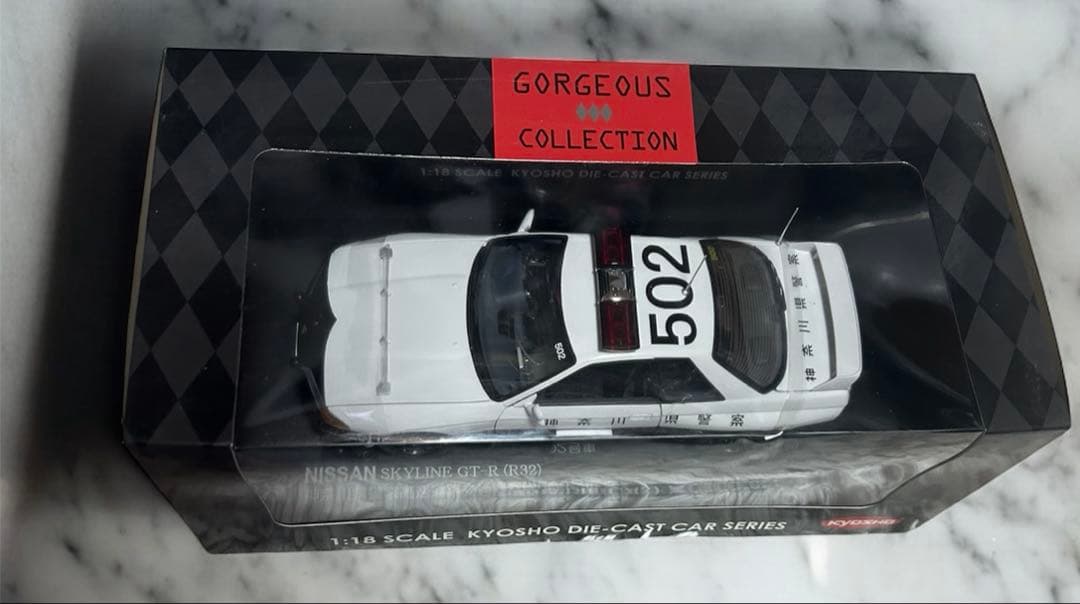 GORGEOUS
COLLECTION
1:18 SCALE KYOSHO DIE-CAST CAR SERIES
502
502
神奈川県警察
神奈川県警察
NISSAN SKYLINE GT-R (R32)
1:18 SCALE KYOSHO DIE-CAST CAR SERIES
KYOSHO